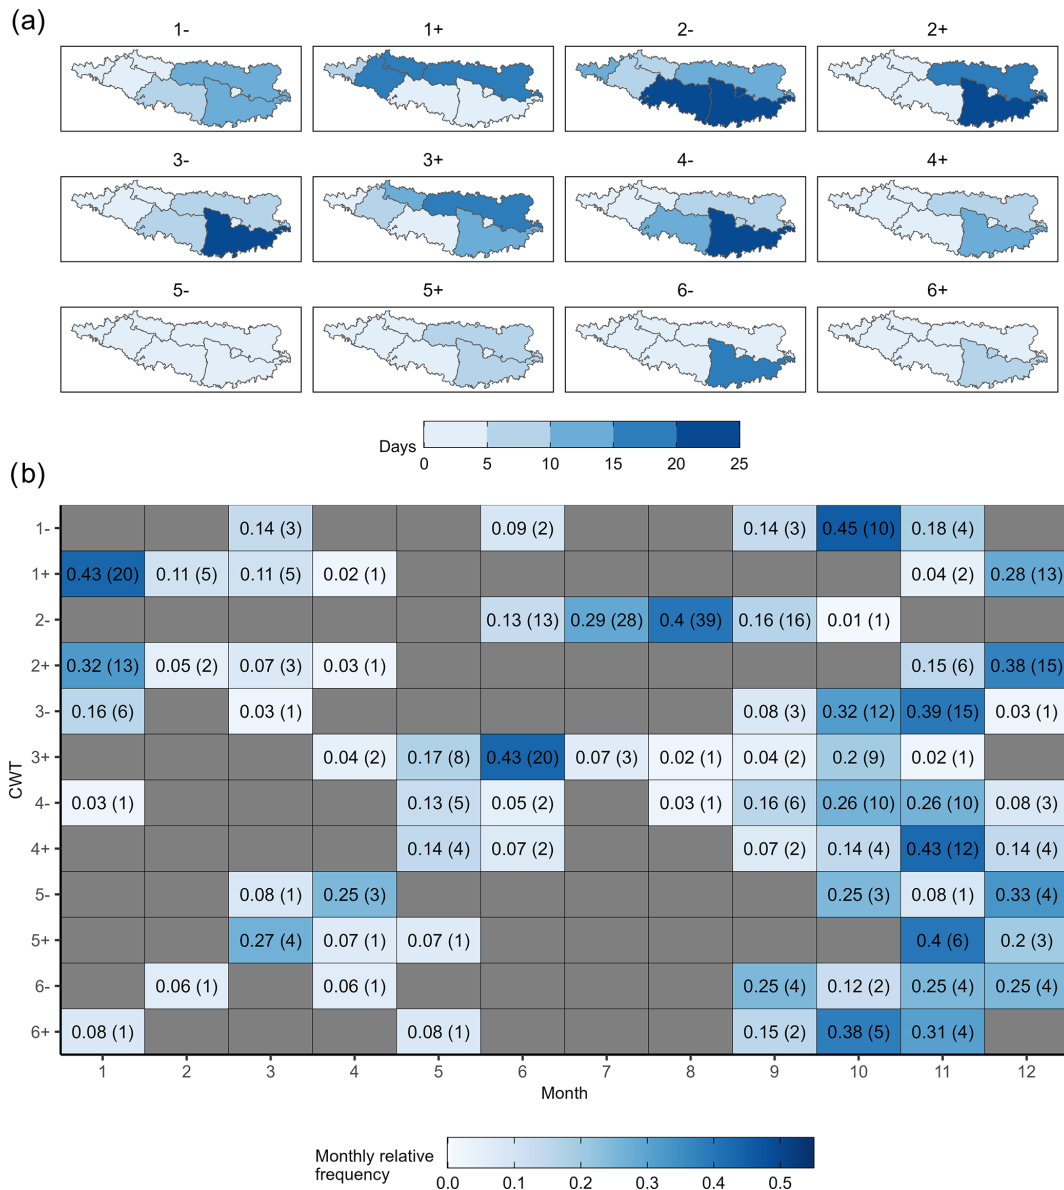 (a)
1- 1+ 2- 2+
3- 3+ 4- 4+
5- 5+ 6- 6+
Days
0 5 10 15 20 25
(b)
CWT
1- 0.14 (3) 0.09 (2) 0.14 (3) 0.45 (10) 0.18 (4)
1+ 0.43 (20) 0.11 (5) 0.11 (5) 0.02 (1) 0.04 (2) 0.28 (13)
2- 0.13 (13) 0.29 (28) 0.4 (39) 0.16 (16) 0.01 (1)
2+ 0.32 (13) 0.05 (2) 0.07 (3) 0.03 (1) 0.15 (6) 0.38 (15)
3- 0.16 (6) 0.03 (1) 0.08 (3) 0.32 (12) 0.39 (15) 0.03 (1)
3+ 0.04 (2) 0.17 (8) 0.43 (20) 0.07 (3) 0.02 (1) 0.04 (2) 0.2 (9) 0.02 (1)
4- 0.03 (1) 0.13 (5) 0.05 (2) 0.03 (1) 0.16 (6) 0.26 (10) 0.26 (10) 0.08 (3)
4+ 0.14 (4) 0.07 (2) 0.07 (2) 0.14 (4) 0.43 (12) 0.14 (4)
5- 0.08 (1) 0.25 (3) 0.25 (3) 0.08 (1) 0.33 (4)
5+ 0.27 (4) 0.07 (1) 0.07 (1) 0.4 (6) 0.2 (3)
6- 0.06 (1) 0.06 (1) 0.25 (4) 0.12 (2) 0.25 (4) 0.25 (4)
6+ 0.08 (1) 0.08 (1) 0.15 (2) 0.38 (5) 0.31 (4)
1 2 3 4 5 6 7 8 9 10 11 12
Month
Monthly relative
frequency
0.0 0.1 0.2 0.3 0.4 0.5